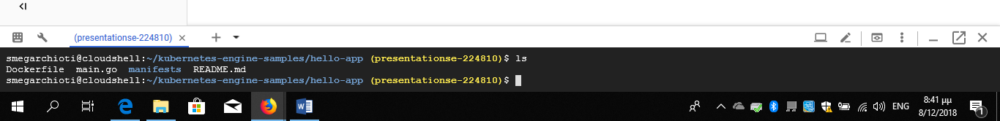 (presentationse-224810)
smegarchioti@cloudshell:~/kubernetes-engine-samples/hello-app (presentationse-224810)$ ls
Dockerfile main.go manifests README.md
smegarchioti@cloudshell:~/kubernetes-engine-samples/hello-app (presentationse-224810)$
ENG
8:41 μμ
8/12/2018
1